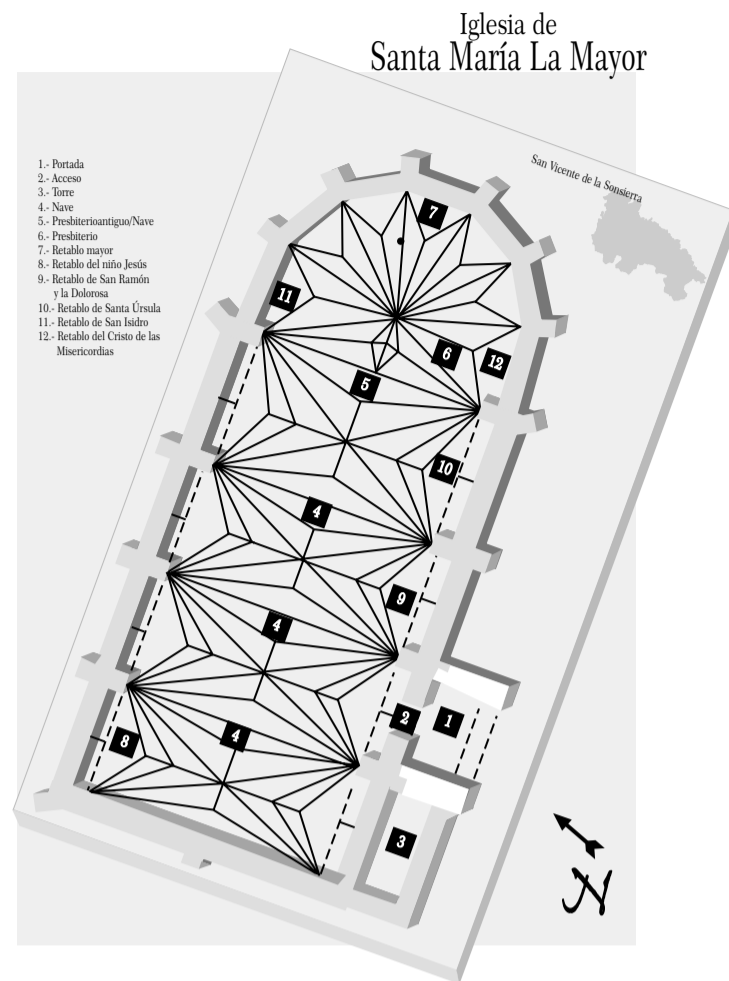 Iglesia de
Santa María La Mayor
San Vicente de la Sonsierra
1.- Portada
2.- Acceso
3.- Torre
4.- Nave
5.- Presbiterioantiguo/Nave
6.- Presbiterio
7.- Retablo mayor
8.- Retablo del niño Jesús
9.- Retablo de San Ramón
y la Dolorosa
10.- Retablo de Santa Úrsula
11.- Retablo de San Isidro
12.- Retablo del Cristo de las
Misericordias
7
11
6
12
5
10
4
9
4
2
1
4
8
3